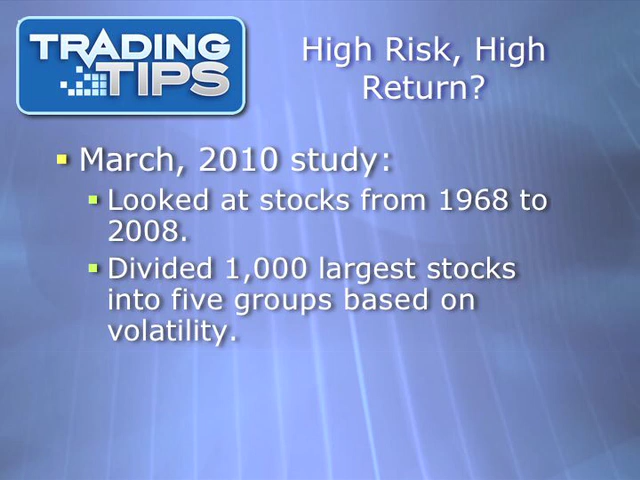 TRADING
TIPS
High Risk, High
Return?
March, 2010 study:
Looked at stocks from 1968 to
2008.
Divided 1,000 largest stocks
into five groups based on
volatility.